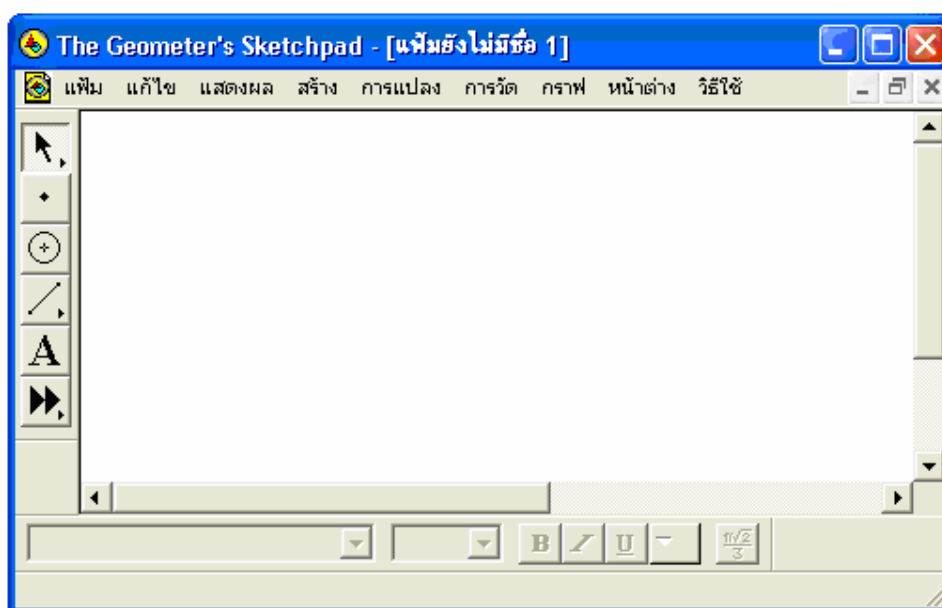 The Geometer's Sketchpad - [แฟ้มยังไม่มีชื่อ 1]
แฟ้ม แก้ไข แสดงผล สร้าง การแปลง การวัด กราฟ หน้าต่าง วิธีใช้
A
B I U π√2/3